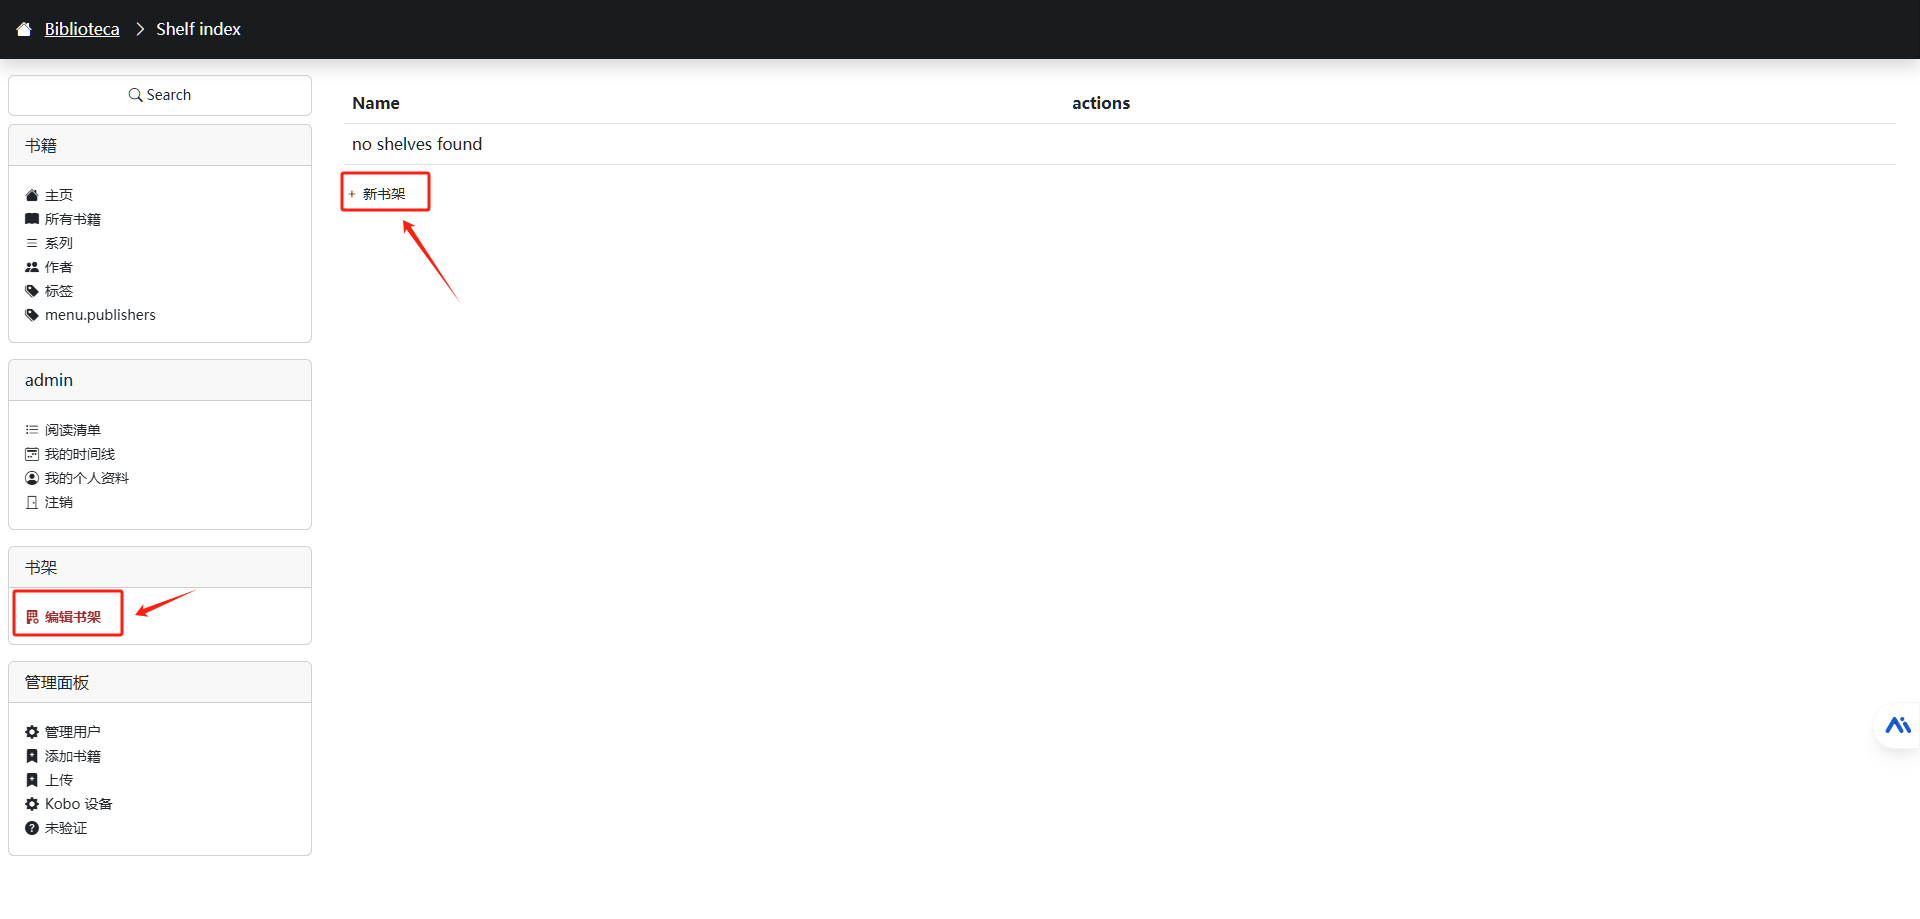 Biblioteca > Shelf index
Search
书籍
主页
所有书籍
系列
作者
标签
menu.publishers
admin
阅读清单
我的时间线
我的个人资料
注销
书架
编辑书架
管理面板
管理用户
添加书籍
上传
Kobo 设备
未验证
Name actions
no shelves found
+ 新书架